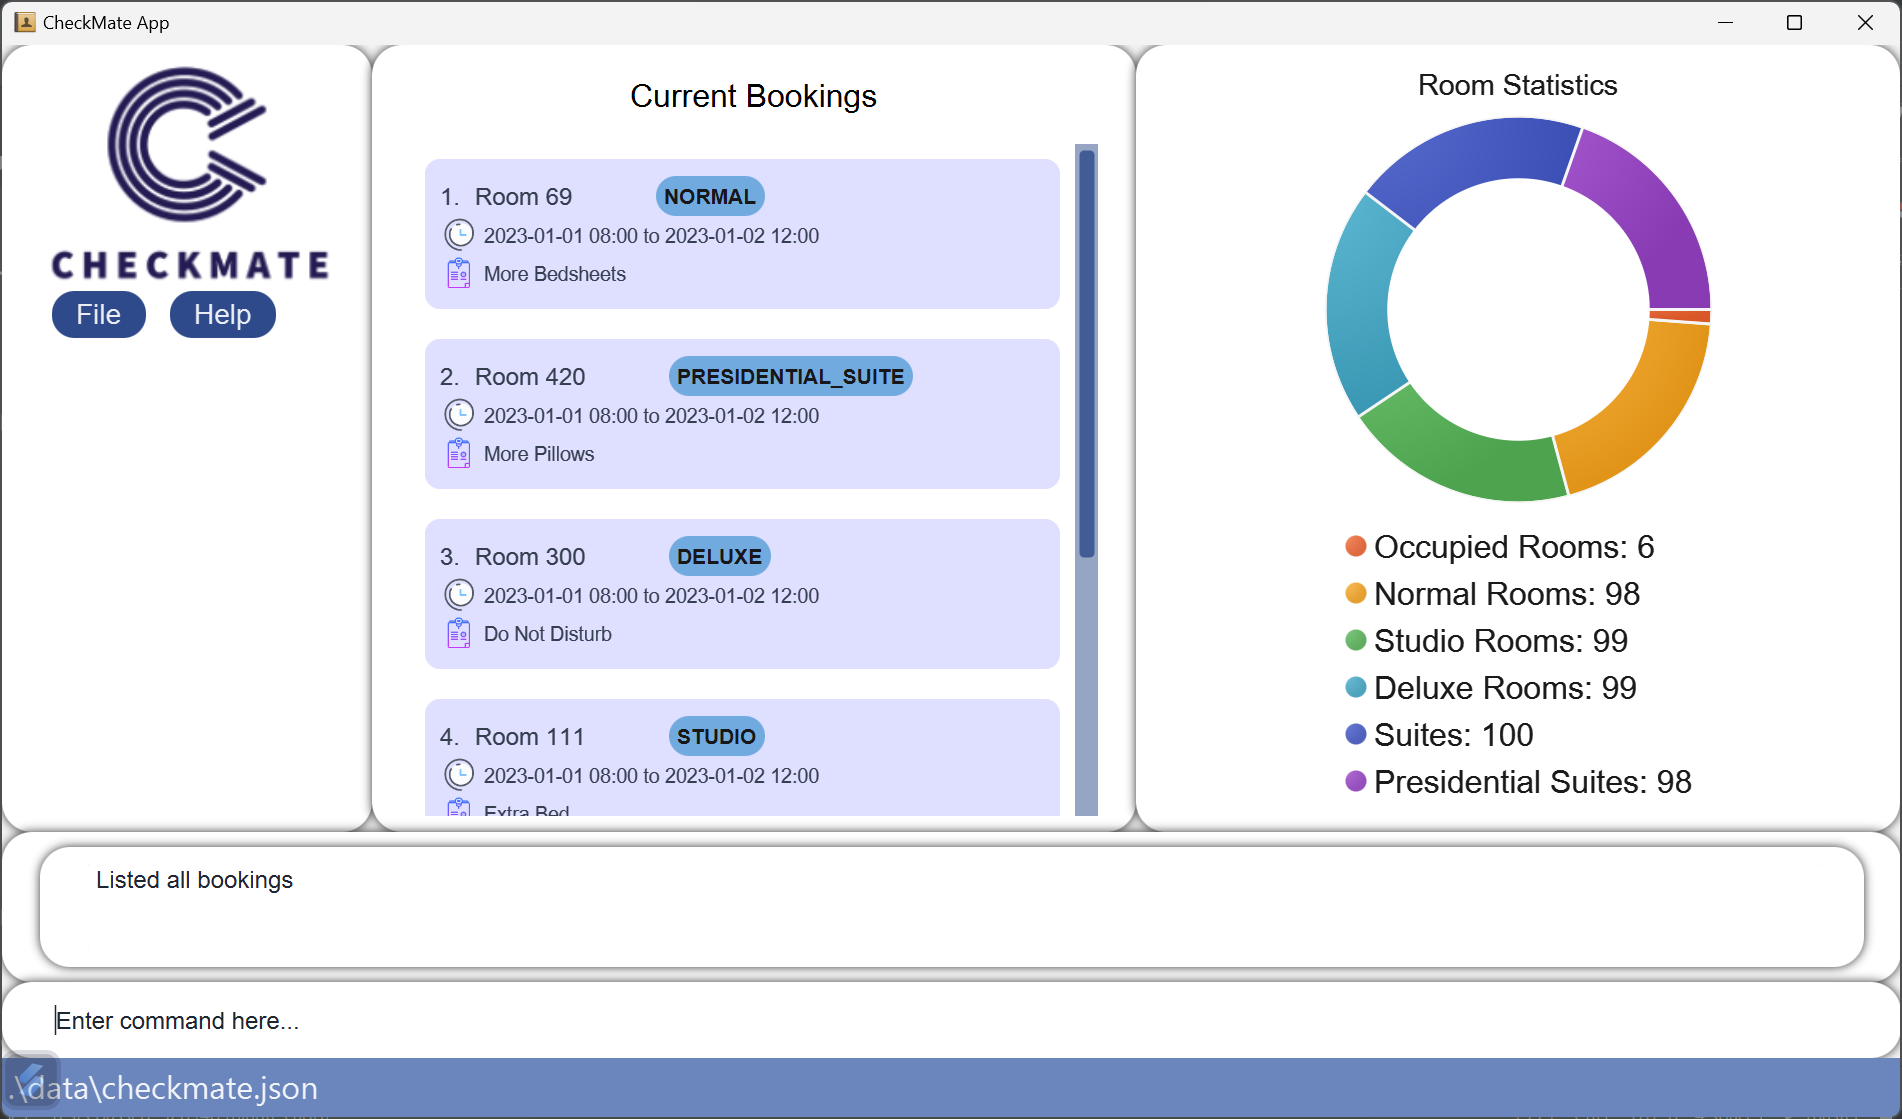 CheckMate App
CHECKMATE
File Help
Current Bookings
1. Room 69 NORMAL
2023-01-01 08:00 to 2023-01-02 12:00
More Bedsheets
2. Room 420 PRESIDENTIAL_SUITE
2023-01-01 08:00 to 2023-01-02 12:00
More Pillows
3. Room 300 DELUXE
2023-01-01 08:00 to 2023-01-02 12:00
Do Not Disturb
4. Room 111 STUDIO
2023-01-01 08:00 to 2023-01-02 12:00
Extra Bed
Room Statistics
Occupied Rooms: 6
Normal Rooms: 98
Studio Rooms: 99
Deluxe Rooms: 99
Suites: 100
Presidential Suites: 98
Listed all bookings
Enter command here...
.\data\checkmate.json